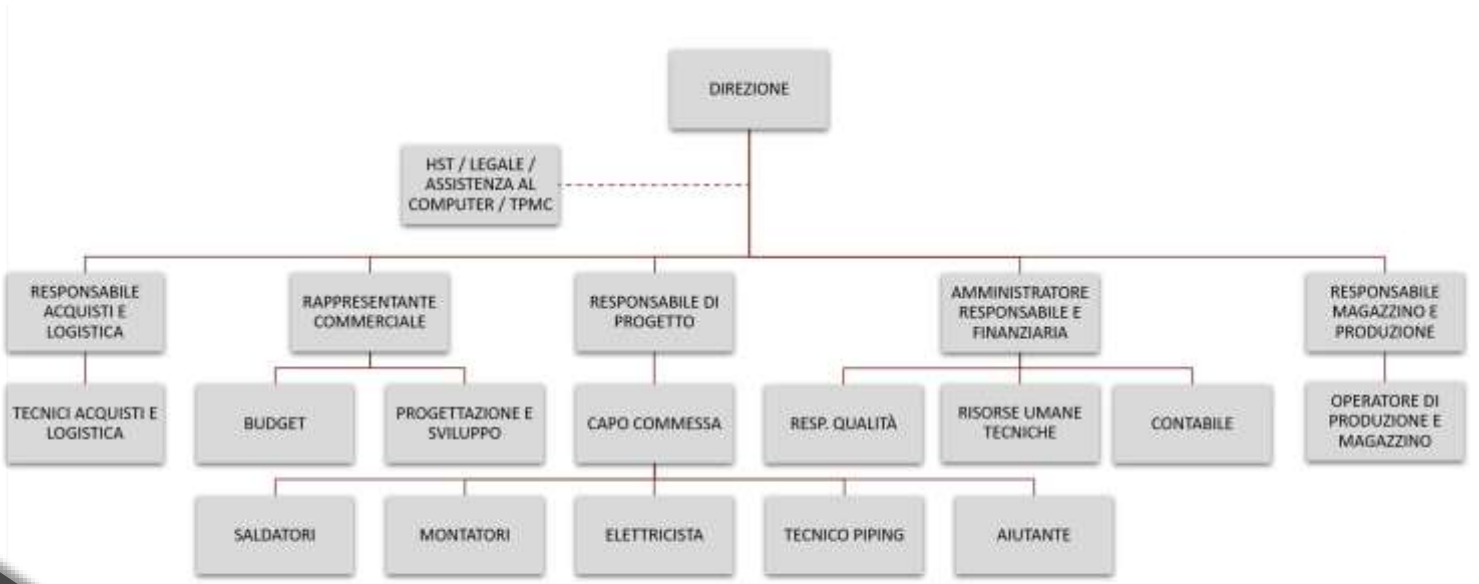 DIREZIONE
HST / LEGALE /
ASSISTENZA AL
COMPUTER / TPMC
RESPONSABILE
ACQUISTI E
LOGISTICA
RAPPRESENTANTE
COMMERCIALE
RESPONSABILE DI
PROGETTO
AMMINISTRATORE
RESPONSABILE E
FINANZIARIA
RESPONSABILE
MAGAZZINO E
PRODUZIONE
TECNICI ACQUISTI E
LOGISTICA
BUDGET
PROGETTAZIONE E
SVILUPPO
CAPO COMMESSA
RESP. QUALITÀ
RISORSE UMANE
TECNICHE
CONTABILE
OPERATORE DI
PRODUZIONE E
MAGAZZINO
SALDATORI
MONTATORI
ELETTRICISTA
TECNICO PIPING
AIUTANTE